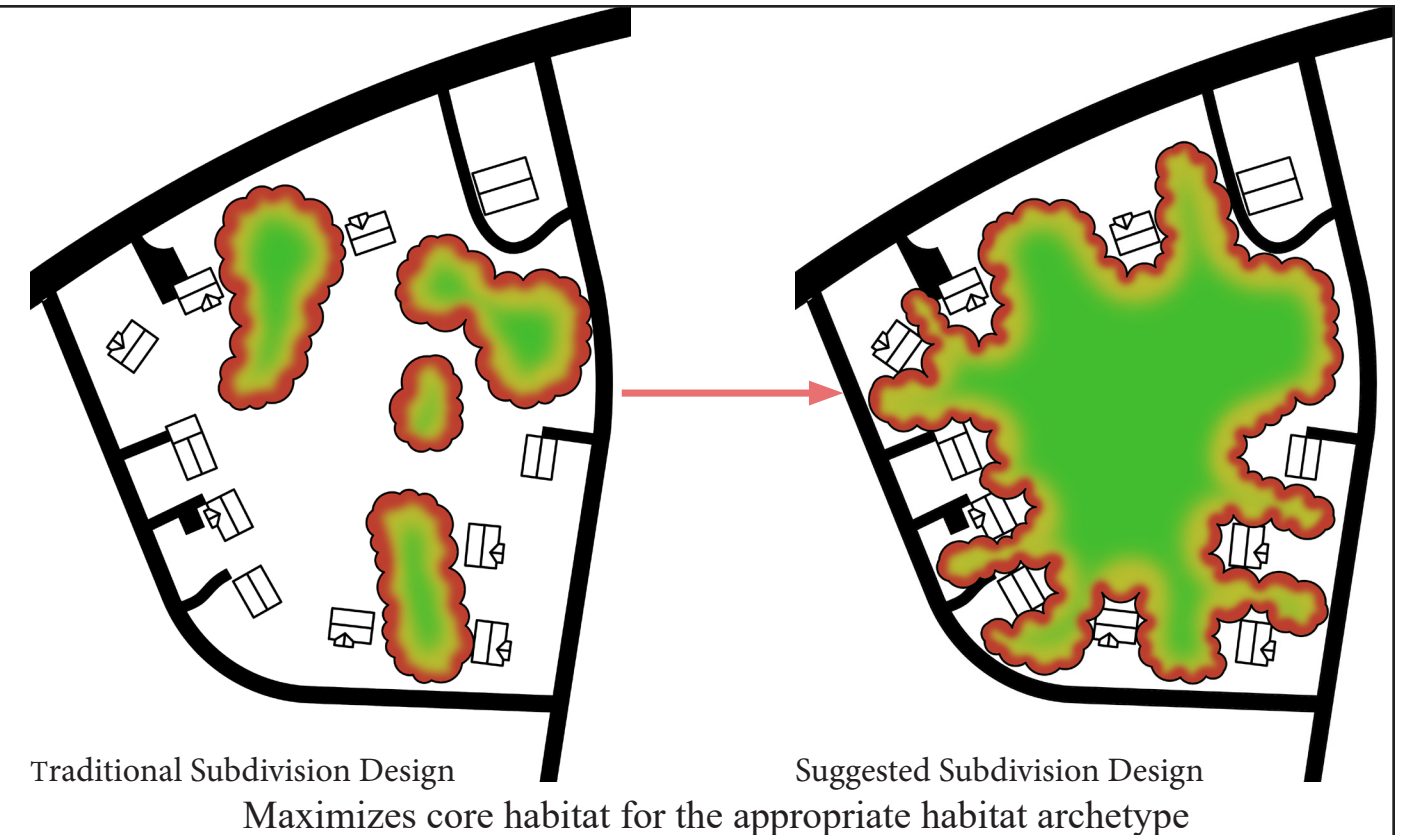 Traditional Subdivision Design
Suggested Subdivision Design
Maximizes core habitat for the appropriate habitat archetype